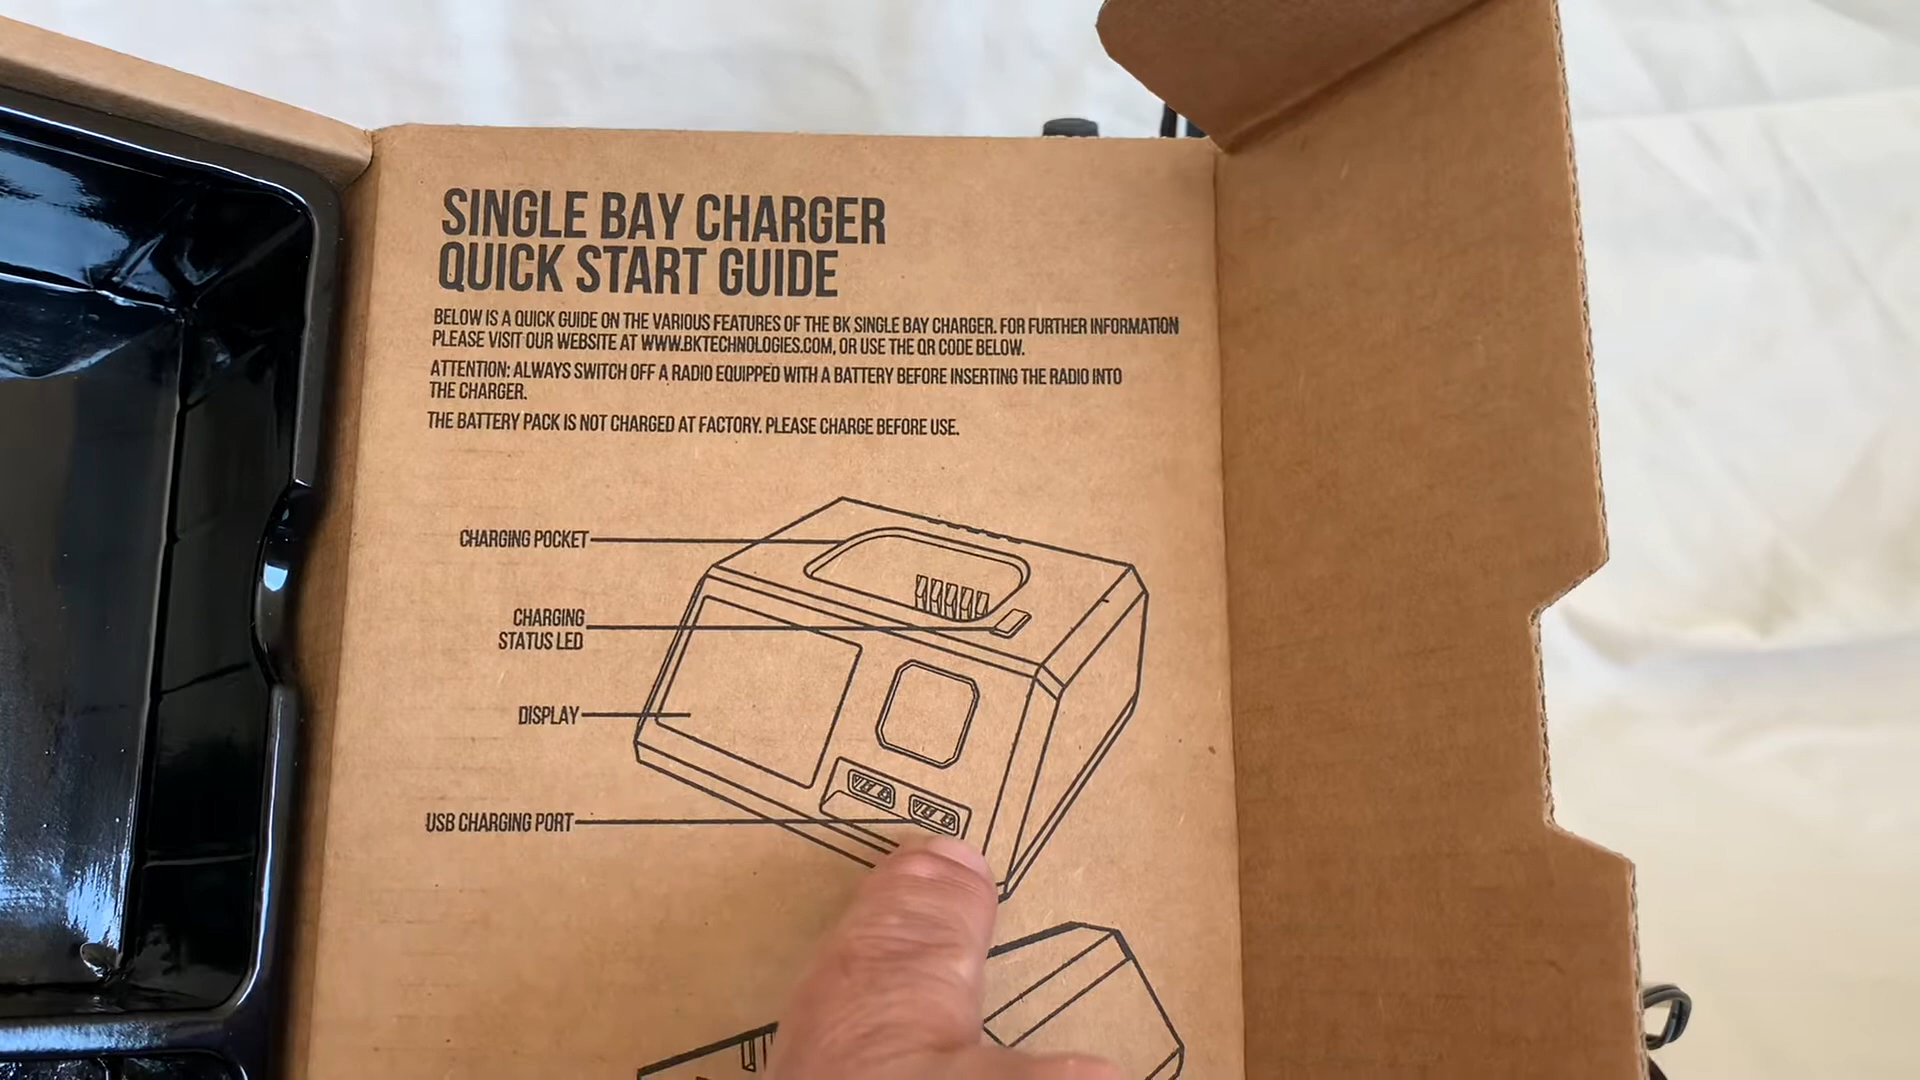 SINGLE BAY CHARGER
QUICK START GUIDE
BELOW IS A QUICK GUIDE ON THE VARIOUS FEATURES OF THE BK SINGLE BAY CHARGER. FOR FURTHER INFORMATION
PLEASE VISIT OUR WEBSITE AT WWW.BKTECHNOLOGIES.COM, OR USE THE QR CODE BELOW.
ATTENTION: ALWAYS SWITCH OFF A RADIO EQUIPPED WITH A BATTERY BEFORE INSERTING THE RADIO INTO
THE CHARGER.
THE BATTERY PACK IS NOT CHARGED AT FACTORY. PLEASE CHARGE BEFORE USE.
CHARGING POCKET
CHARGING
STATUS LED
DISPLAY
USB CHARGING PORT